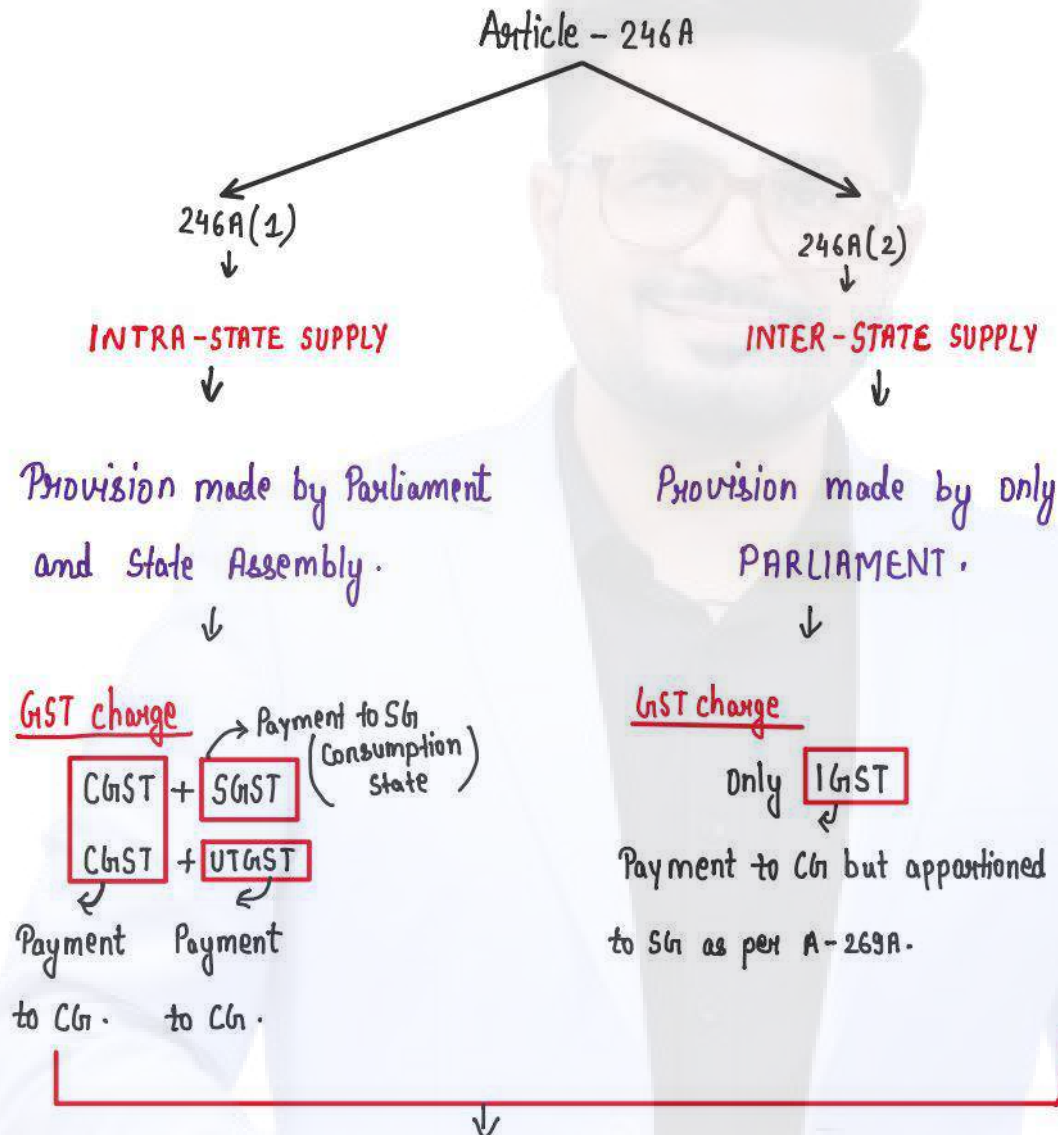 Article - 246A
246A(1)
INTRA-STATE SUPPLY
Provision made by Parliament
and State Assembly.
GST charge
Payment to SG
(Consumption
State)
CGST + SGST
CGST + UTGST
Payment Payment
to CG. to CG.
246A(2)
INTER-STATE SUPPLY
Provision made by only
PARLIAMENT.
GST charge
Only IGST
Payment to CG but apportioned
to SG as per A-269A.